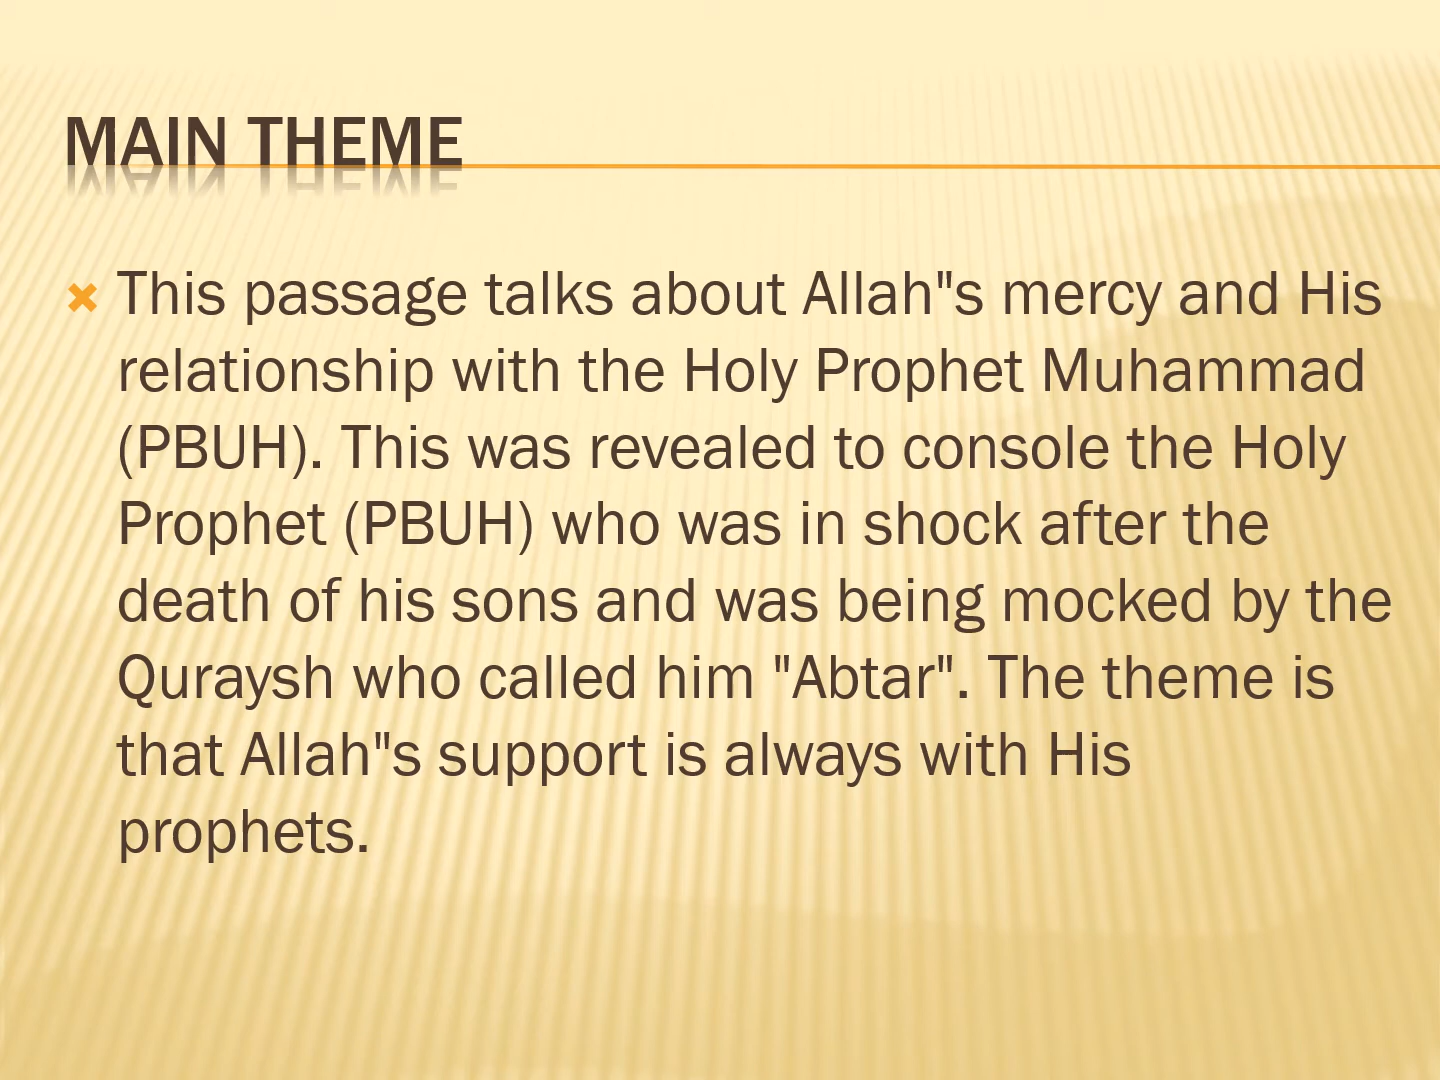 MAIN THEME
This passage talks about Allah"s mercy and His
relationship with the Holy Prophet Muhammad
(PBUH). This was revealed to console the Holy
Prophet (PBUH) who was in shock after the
death of his sons and was being mocked by the
Quraysh who called him "Abtar". The theme is
that Allah"s support is always with His
prophets.